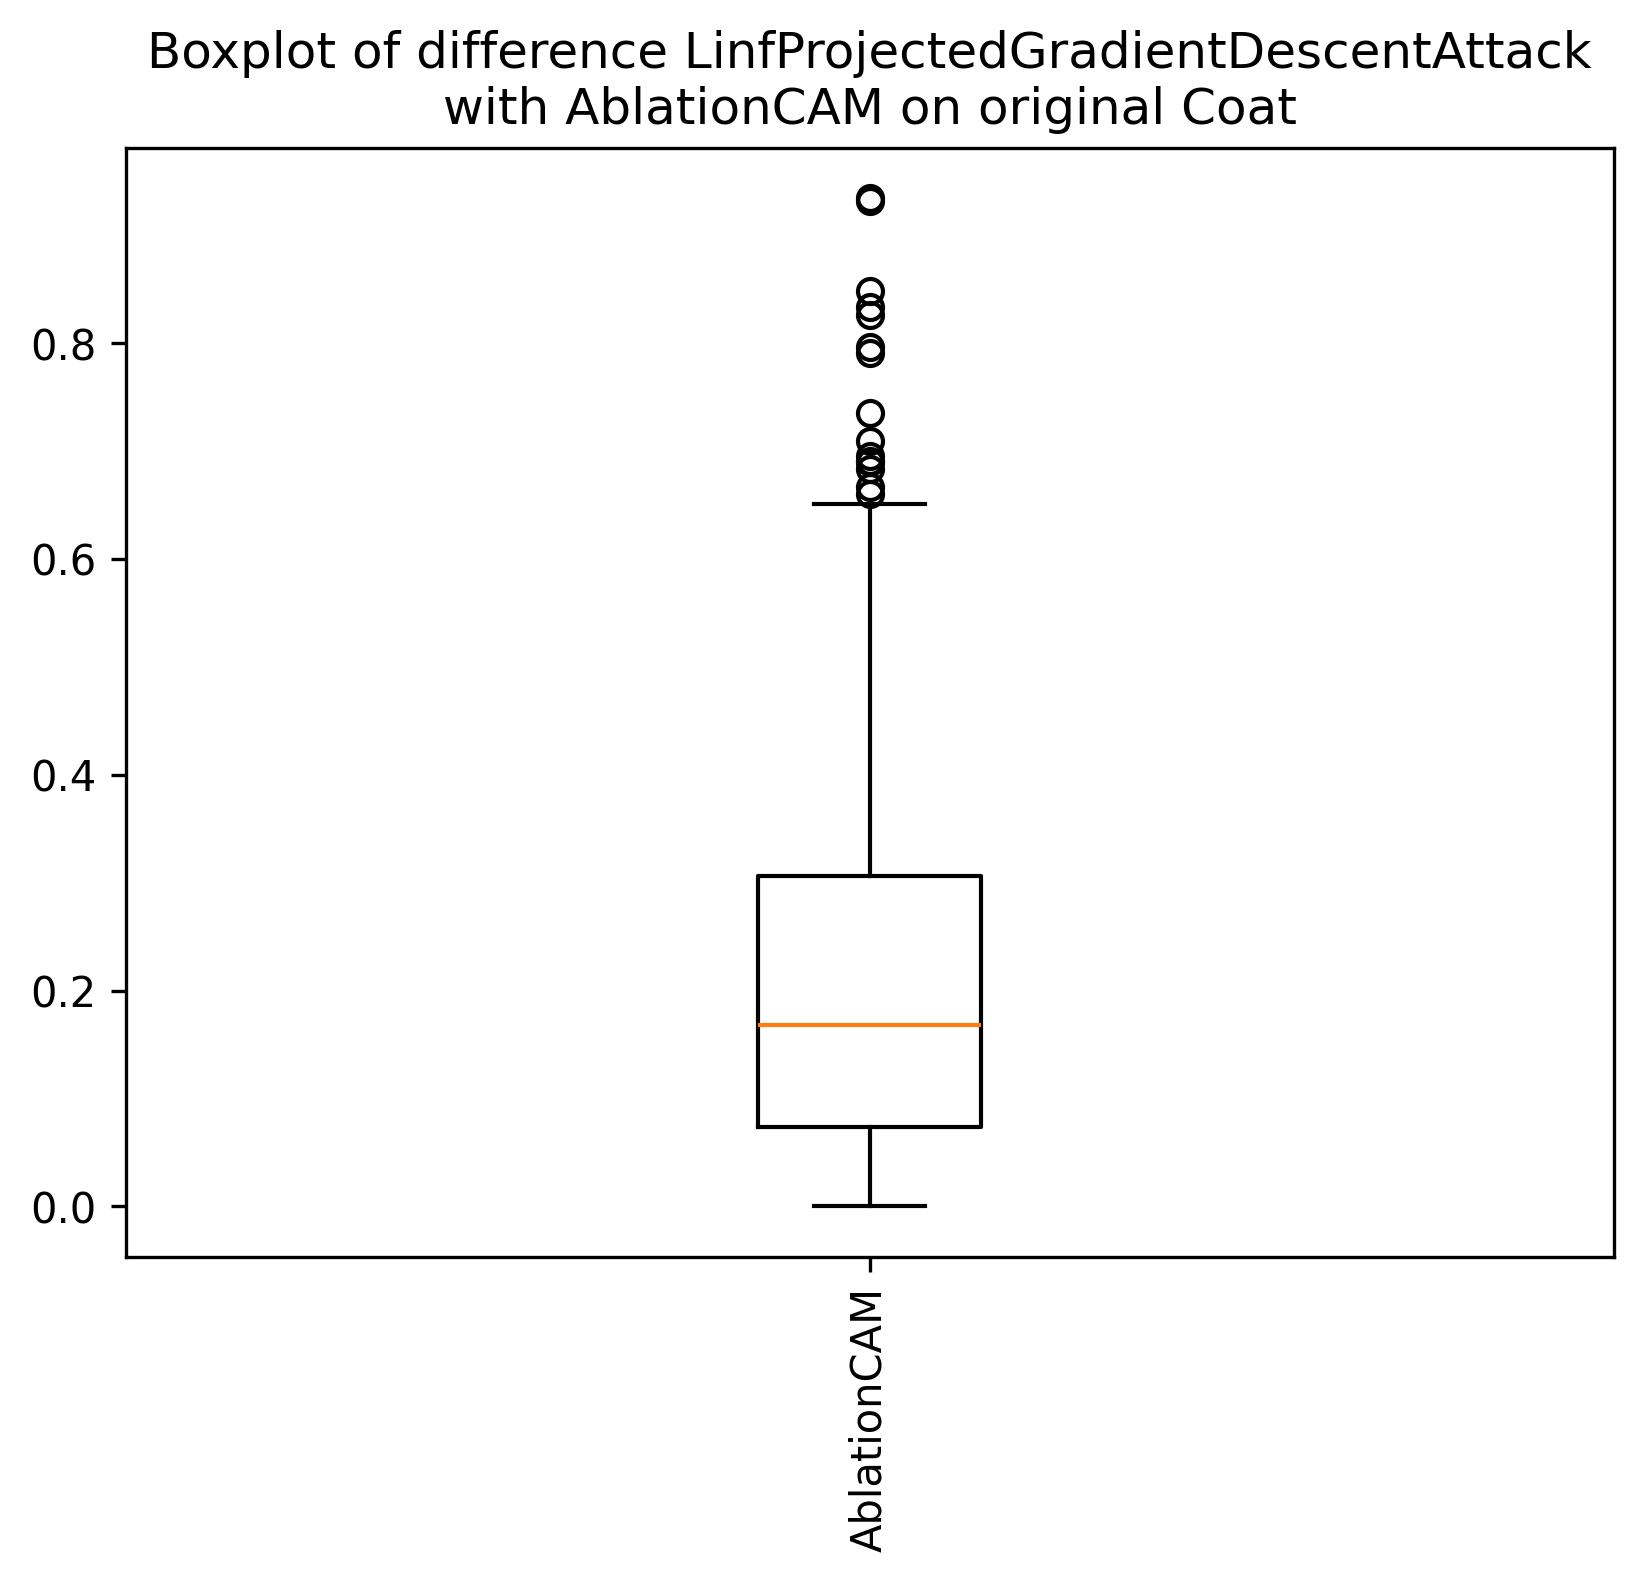 Boxplot of difference LinfProjectedGradientDescentAttack
with AblationCAM on original Coat
0.8
0.6
0.4
0.2
0.0
AblationCAM